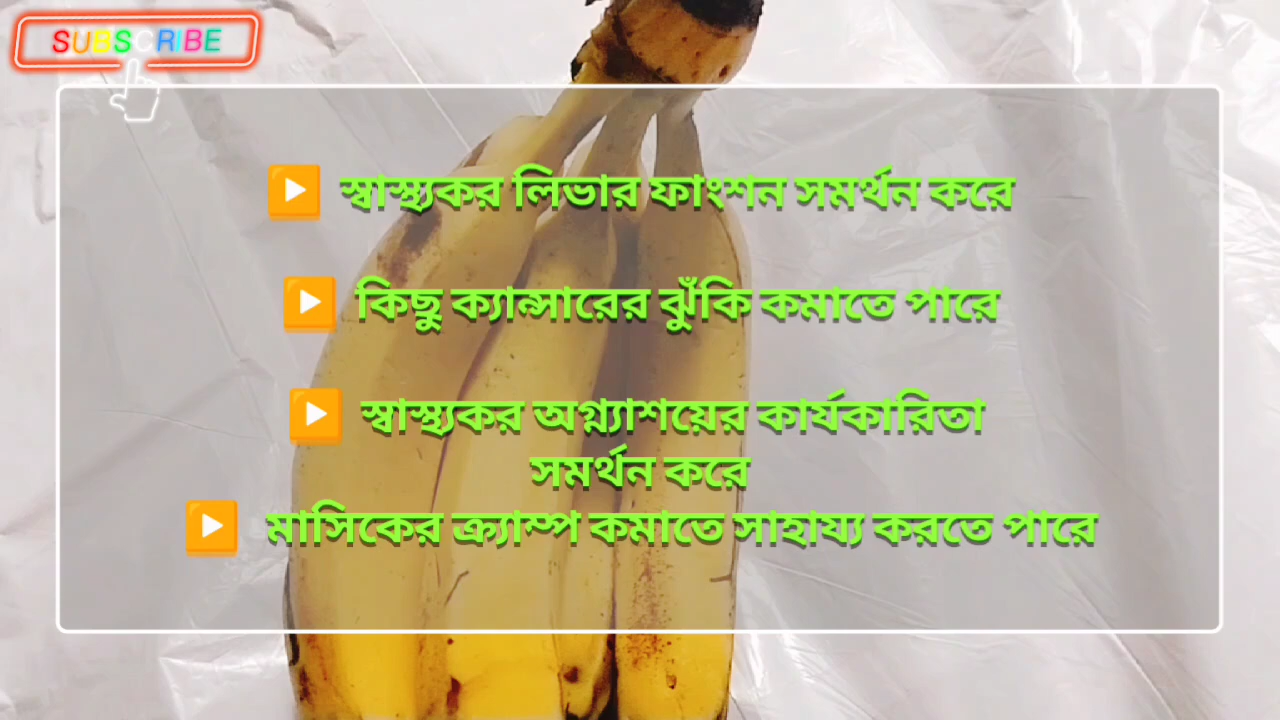 SUBSCRIBE
স্বাস্থ্যকর লিভার ফাংশন সমর্থন করে
কিছু ক্যান্সারের ঝুঁকি কমাতে পারে
স্বাস্থ্যকর অগ্ন্যাশয়ের কার্যকারিতা
সমর্থন করে
মাসিকের ক্র্যাম্প কমাতে সাহায্য করতে পারে